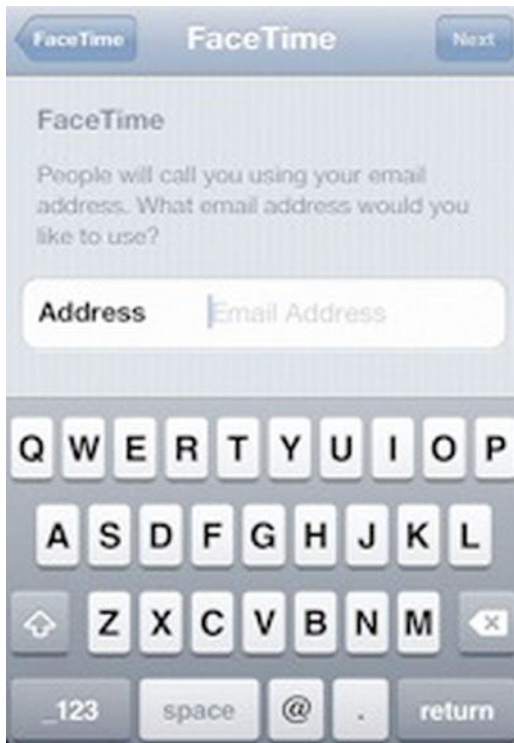 FaceTime FaceTime Next
FaceTime
People will call you using your email
address. What email address would you
like to use?
Address Email Address
Q W E R T Y U I O P
A S D F G H J K L
Z X C V B N M
_123 space @ . return